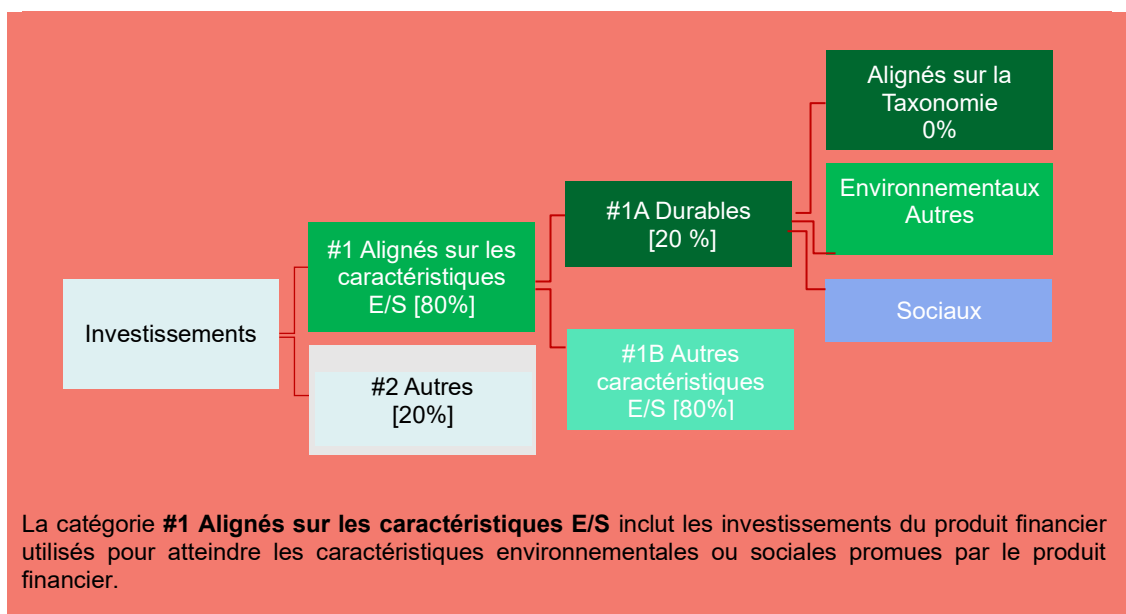 Alignés sur la
Taxonomie
0%
Environnementaux
Autres
#1A Durables
[20 %]
#1 Alignés sur les
caractéristiques
E/S [80%]
Sociaux
Investissements
#1B Autres
caractéristiques
E/S [80%]
#2 Autres
[20%]
La catégorie #1 Alignés sur les caractéristiques E/S inclut les investissements du produit financier
utilisés pour atteindre les caractéristiques environnementales ou sociales promues par le produit
financier.